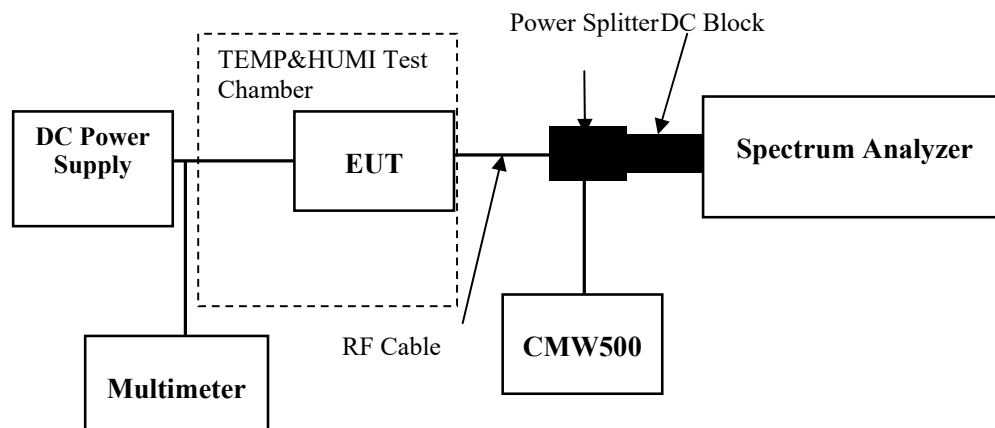 Power SplitterDC Block
TEMP&HUMI Test
Chamber
DC Power
Supply
EUT
Spectrum Analyzer
RF Cable
CMW500
Multimeter